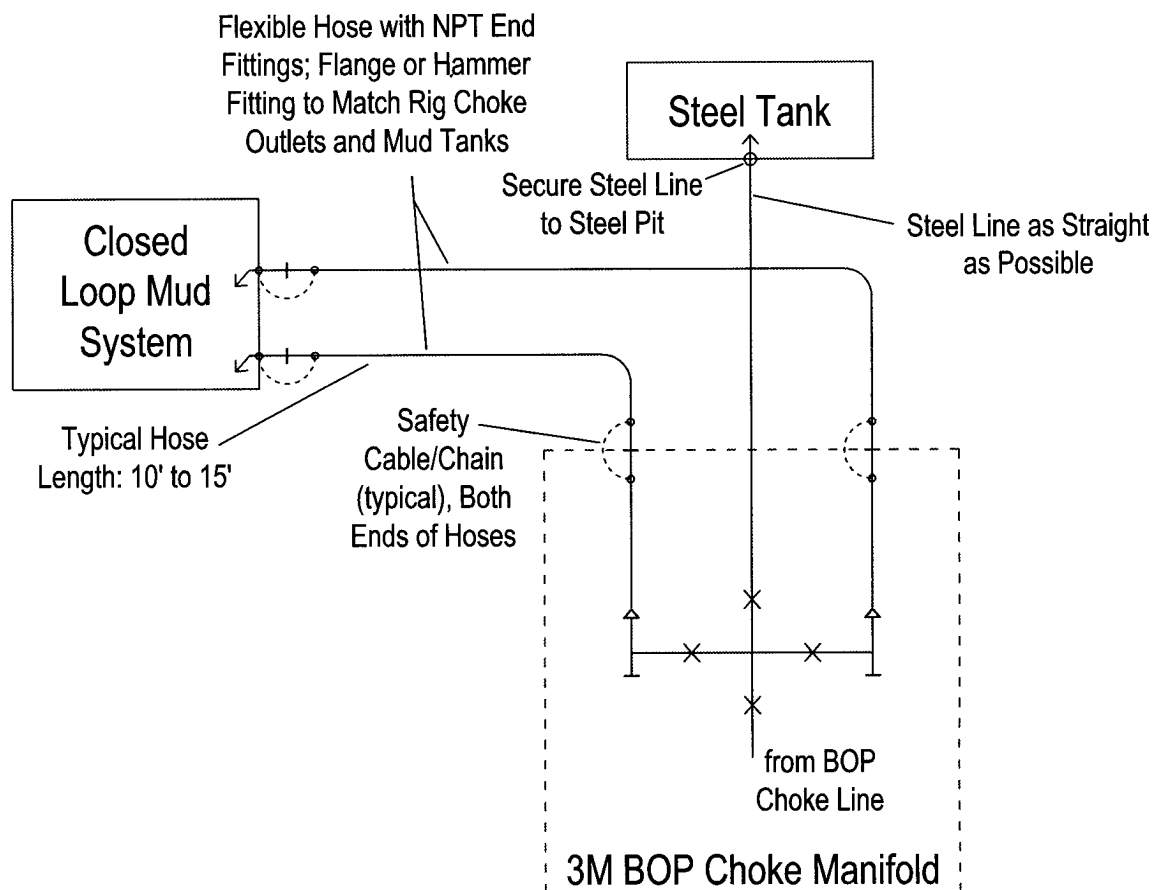 Flexible Hose with NPT End
Fittings; Flange or Hammer
Fitting to Match Rig Choke
Outlets and Mud Tanks
Steel Tank
Secure Steel Line
to Steel Pit
Steel Line as Straight
as Possible
Closed
Loop Mud
System
Typical Hose
Length: 10' to 15'
Safety
Cable/Chain
(typical), Both
Ends of Hoses
from BOP
Choke Line
3M BOP Choke Manifold